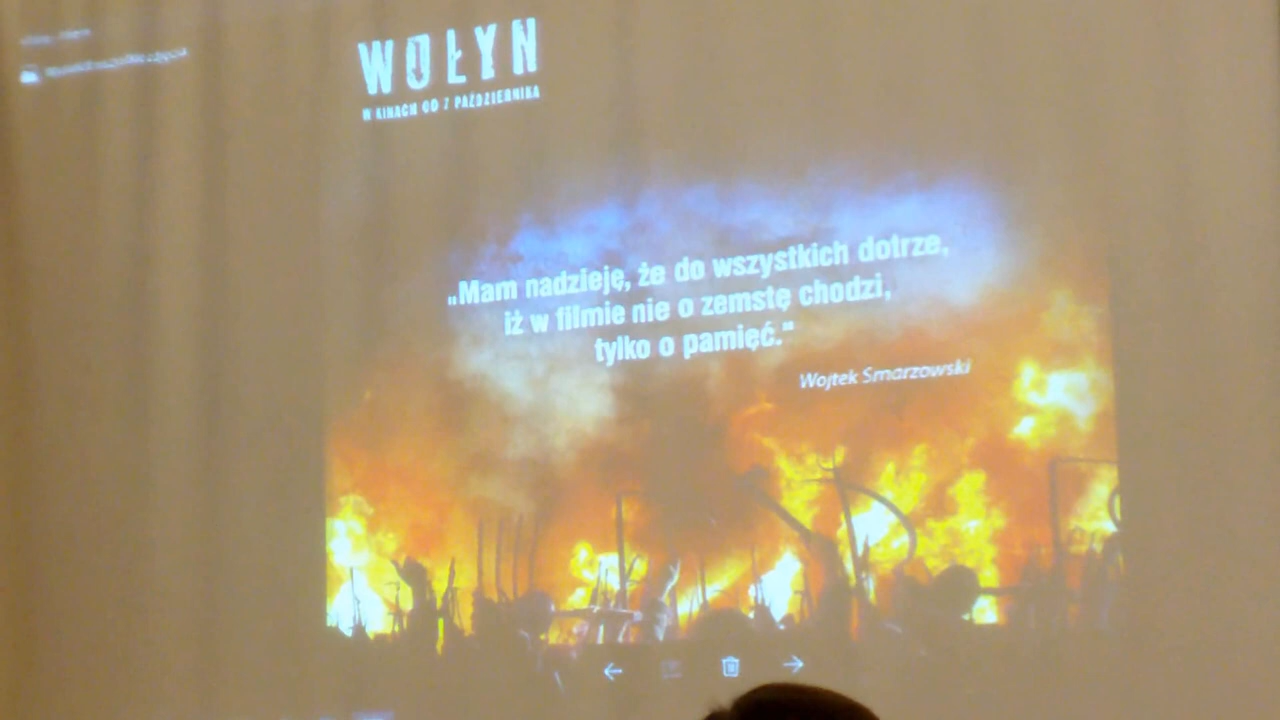 WOŁYŃ
W KINACH OD 7 PAŹDZIERNIKA
„Mam nadzieję, że do wszystkich dotrze,
iż w filmie nie o zemstę chodzi,
tylko o pamięć.”
Wojtek Smarzowski